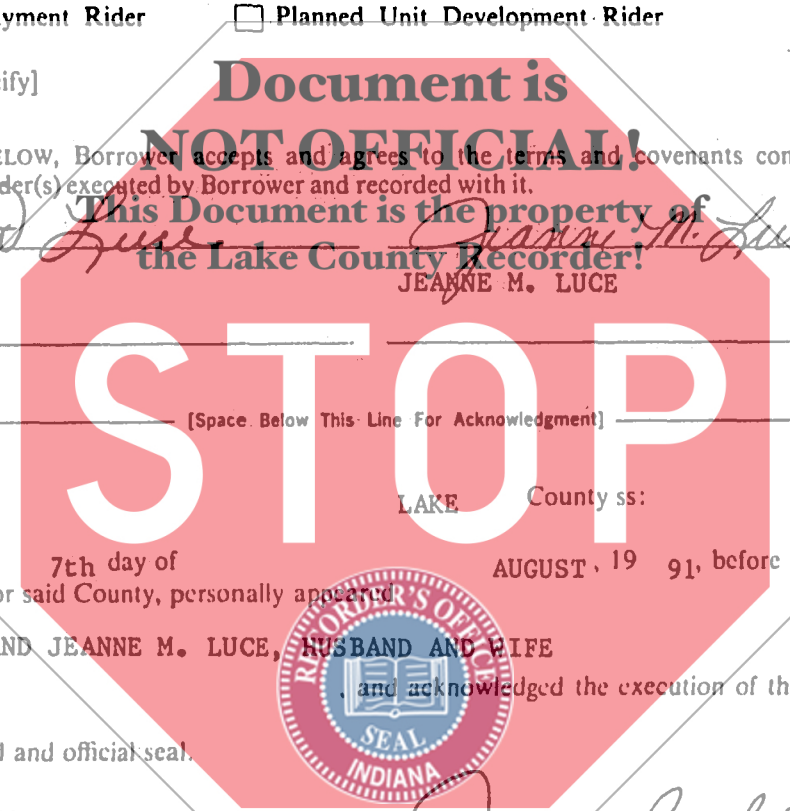 yment Rider ☐ Planned Unit Development Rider
Document is
ify]
NOT OFFICIAL!
ELOW, Borrower accepts and agrees to the terms and covenants con
der(s) executed by Borrower and recorded with it.
This Document is the property of
Luce Jeanne M. Lu
the Lake County Recorder!
JEANNE M. LUCE
STOP
[Space Below This Line For Acknowledgment]
LAKE County ss:
7th day of AUGUST, 19 91, before
or said County, personally appeared
ND JEANNE M. LUCE, HUSBAND AND WIFE
, and acknowledged the execution of th
l and official seal.
RECORDER'S OFFICE
SEAL
INDIANA